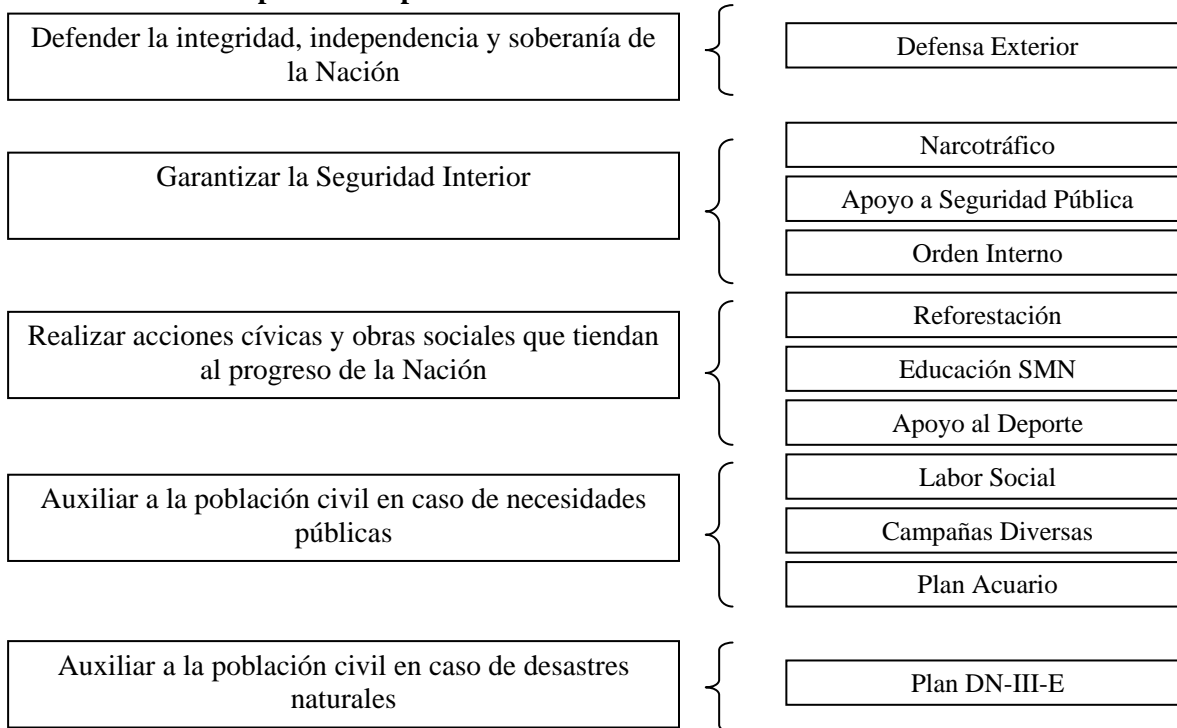 Defender la integridad, independencia y soberanía de
la Nación
Defensa Exterior
Garantizar la Seguridad Interior
Narcotráfico
Apoyo a Seguridad Pública
Orden Interno
Realizar acciones cívicas y obras sociales que tiendan
al progreso de la Nación
Reforestación
Educación SMN
Apoyo al Deporte
Auxiliar a la población civil en caso de necesidades
públicas
Labor Social
Campañas Diversas
Plan Acuario
Auxiliar a la población civil en caso de desastres
naturales
Plan DN-III-E